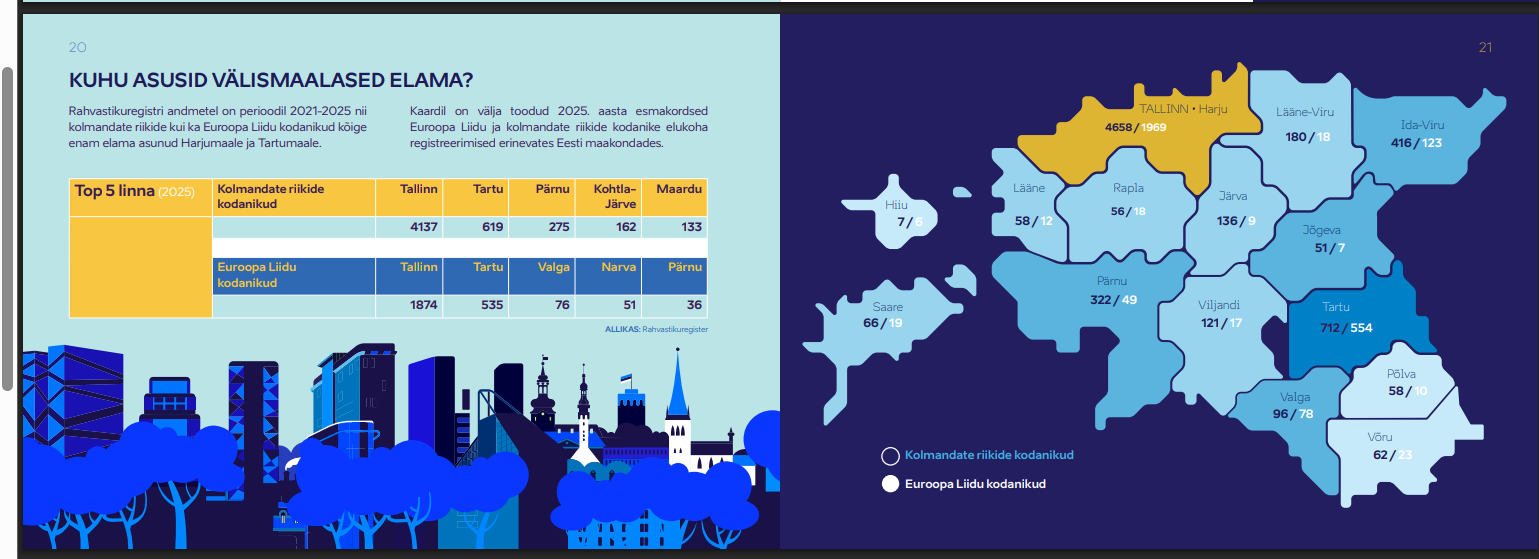 20
KUHU ASUSID VÄLISMAALASED ELAMA?
Rahvastikuregistri andmetel on perioodil 2021-2025 nii
kolmandate riikide kui ka Euroopa Liidu kodanikud kõige
enam elama asunud Harjumaale ja Tartumaale.
Kaardil on välja toodud 2025. aasta esmakordsed
Euroopa Liidu ja kolmandate riikide kodanike elukoha
registreerimised erinevates Eesti maakondades.
Top 5 linna (2025)
Kolmandate riikide
kodanikud
Tallinn Tartu Pärnu Kohtla-
Järve Maardu
4137 619 275 162 133
Euroopa Liidu
kodanikud
Tallinn Tartu Valga Narva Pärnu
1874 535 76 51 36
ALLIKAS: Rahvastikuregister
21
TALLINN • Harju
4658 / 1969
Lääne-Viru
180 / 18
Ida-Viru
416 / 123
Hiiu
7 / 6
Lääne
58 / 12
Rapla
56 / 18
Järva
136 / 9
Jõgeva
51 / 7
Saare
66 / 19
Pärnu
322 / 49
Viljandi
121 / 17
Tartu
712 / 554
Valga
96 / 78
Põlva
58 / 10
Võru
62 / 23
Kolmandate riikide kodanikud
Euroopa Liidu kodanikud